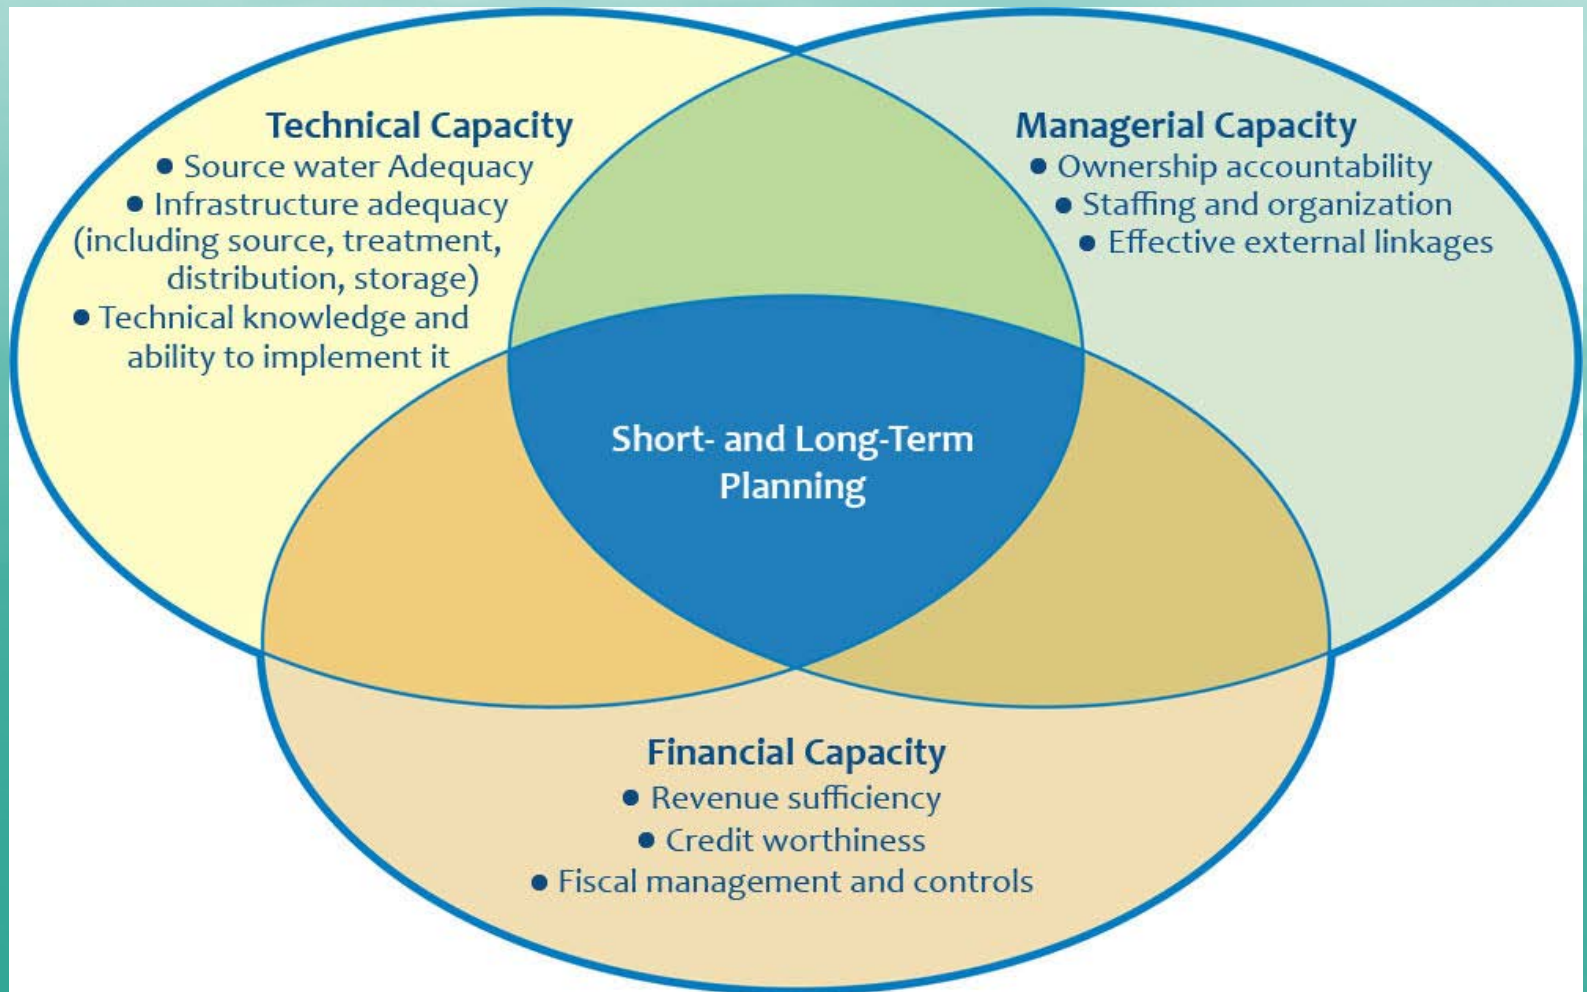 Technical Capacity
● Source water Adequacy
● Infrastructure adequacy
(including source, treatment,
distribution, storage)
● Technical knowledge and
ability to implement it
Managerial Capacity
● Ownership accountability
● Staffing and organization
● Effective external linkages
Short- and Long-Term
Planning
Financial Capacity
● Revenue sufficiency
● Credit worthiness
● Fiscal management and controls